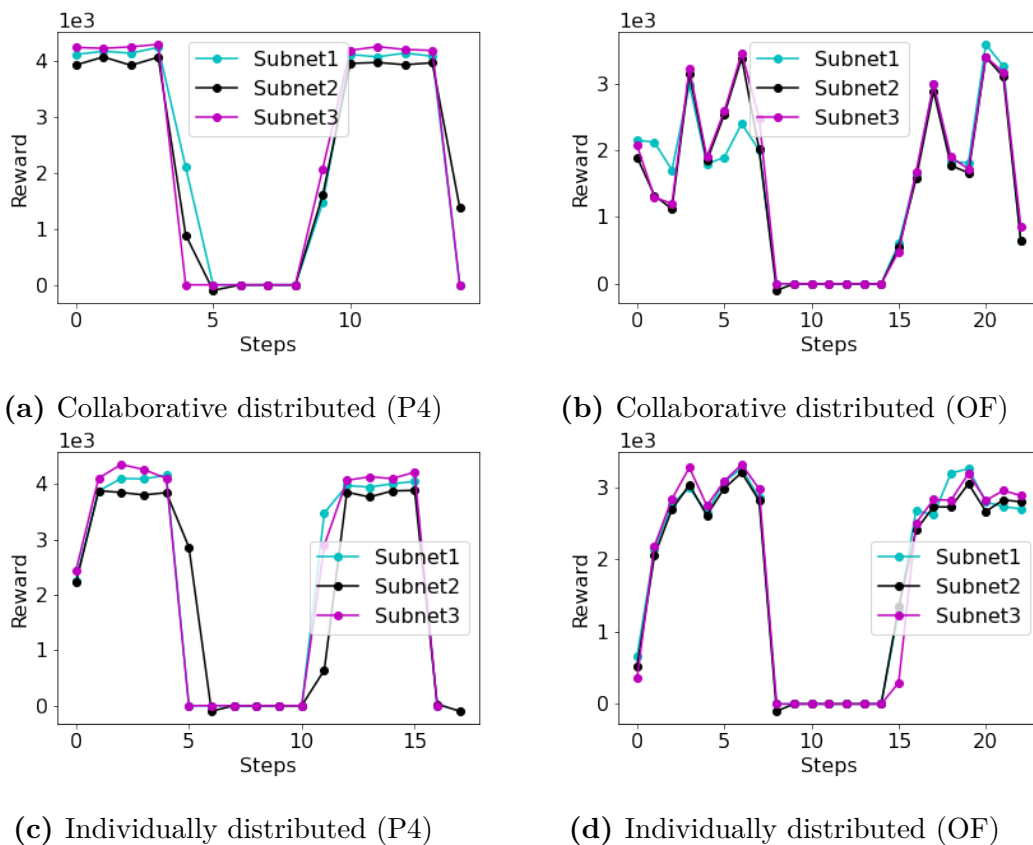 1e3
Reward
4
3
2
1
0
Subnet1
Subnet2
Subnet3
0 5 10
Steps
(a) Collaborative distributed (P4)
1e3
Reward
3
2
1
0
Subnet1
Subnet2
Subnet3
0 5 10 15 20
Steps
(b) Collaborative distributed (OF)
1e3
Reward
4
3
2
1
0
Subnet1
Subnet2
Subnet3
0 5 10 15
Steps
(c) Individually distributed (P4)
1e3
Reward
3
2
1
0
Subnet1
Subnet2
Subnet3
0 5 10 15 20
Steps
(d) Individually distributed (OF)